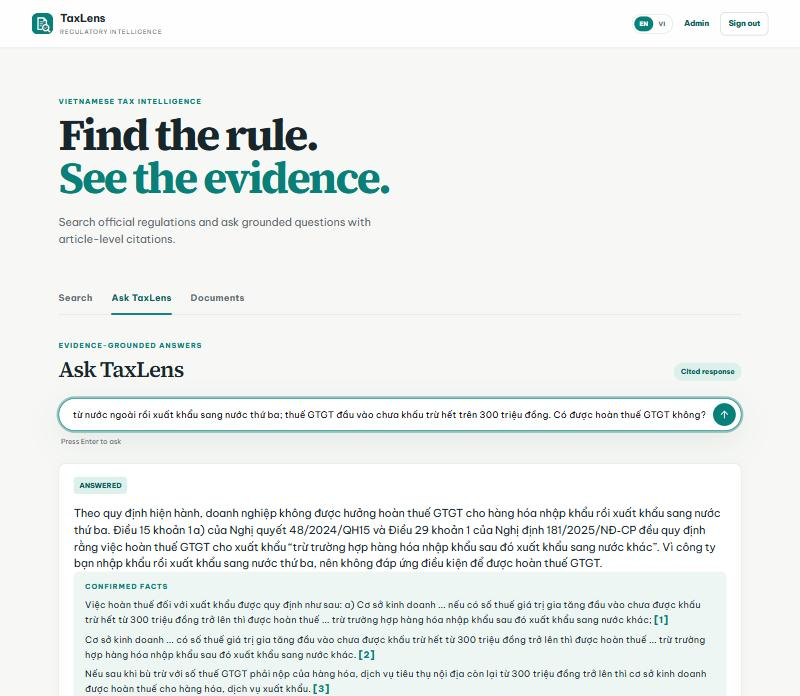 TaxLens
REGULATORY INTELLIGENCE
EN VI
Admin
Sign out
VIETNAMESE TAX INTELLIGENCE
Find the rule.
See the evidence.
Search official regulations and ask grounded questions with
article-level citations.
Search Ask TaxLens Documents
EVIDENCE-GROUNDED ANSWERS
Ask TaxLens
Cited response
từ nước ngoài rồi xuất khẩu sang nước thứ ba; thuế GTGT đầu vào chưa khấu trừ hết trên 300 triệu đồng. Có được hoàn thuế GTGT không?
Press Enter to ask
ANSWERED
Theo quy định hiện hành, doanh nghiệp không được hưởng hoàn thuế GTGT cho hàng hóa nhập khẩu rồi xuất khẩu sang nước
thứ ba. Điều 15 khoản 1a) của Nghị quyết 48/2024/QH15 và Điều 29 khoản 1 của Nghị định 181/2025/NĐ-CP đều quy định
rằng việc hoàn thuế GTGT cho xuất khẩu “trừ trường hợp hàng hóa nhập khẩu sau đó xuất khẩu sang nước khác”. Vì công ty
bạn nhập khẩu rồi xuất khẩu sang nước thứ ba, nên không đáp ứng điều kiện để được hoàn thuế GTGT.
CONFIRMED FACTS
Việc hoàn thuế đối với xuất khẩu được quy định như sau: a) Cơ sở kinh doanh ... nếu có số thuế giá trị gia tăng đầu vào chưa được khấu
trừ hết từ 300 triệu đồng trở lên thì được hoàn thuế ... trừ trường hợp hàng hóa nhập khẩu sau đó xuất khẩu sang nước khác; [1]
Cơ sở kinh doanh ... có số thuế giá trị gia tăng đầu vào chưa được khấu trừ hết từ 300 triệu đồng trở lên thì được hoàn thuế ... trừ trường
hợp hàng hóa nhập khẩu sau đó xuất khẩu sang nước khác. [2]
Nếu sau khi bù trừ với số thuế GTGT phải nộp của hàng hóa, dịch vụ tiêu thụ nội địa còn lại từ 300 triệu đồng trở lên thì cơ sở kinh doanh
được hoàn thuế cho hàng hóa, dịch vụ xuất khẩu. [3]